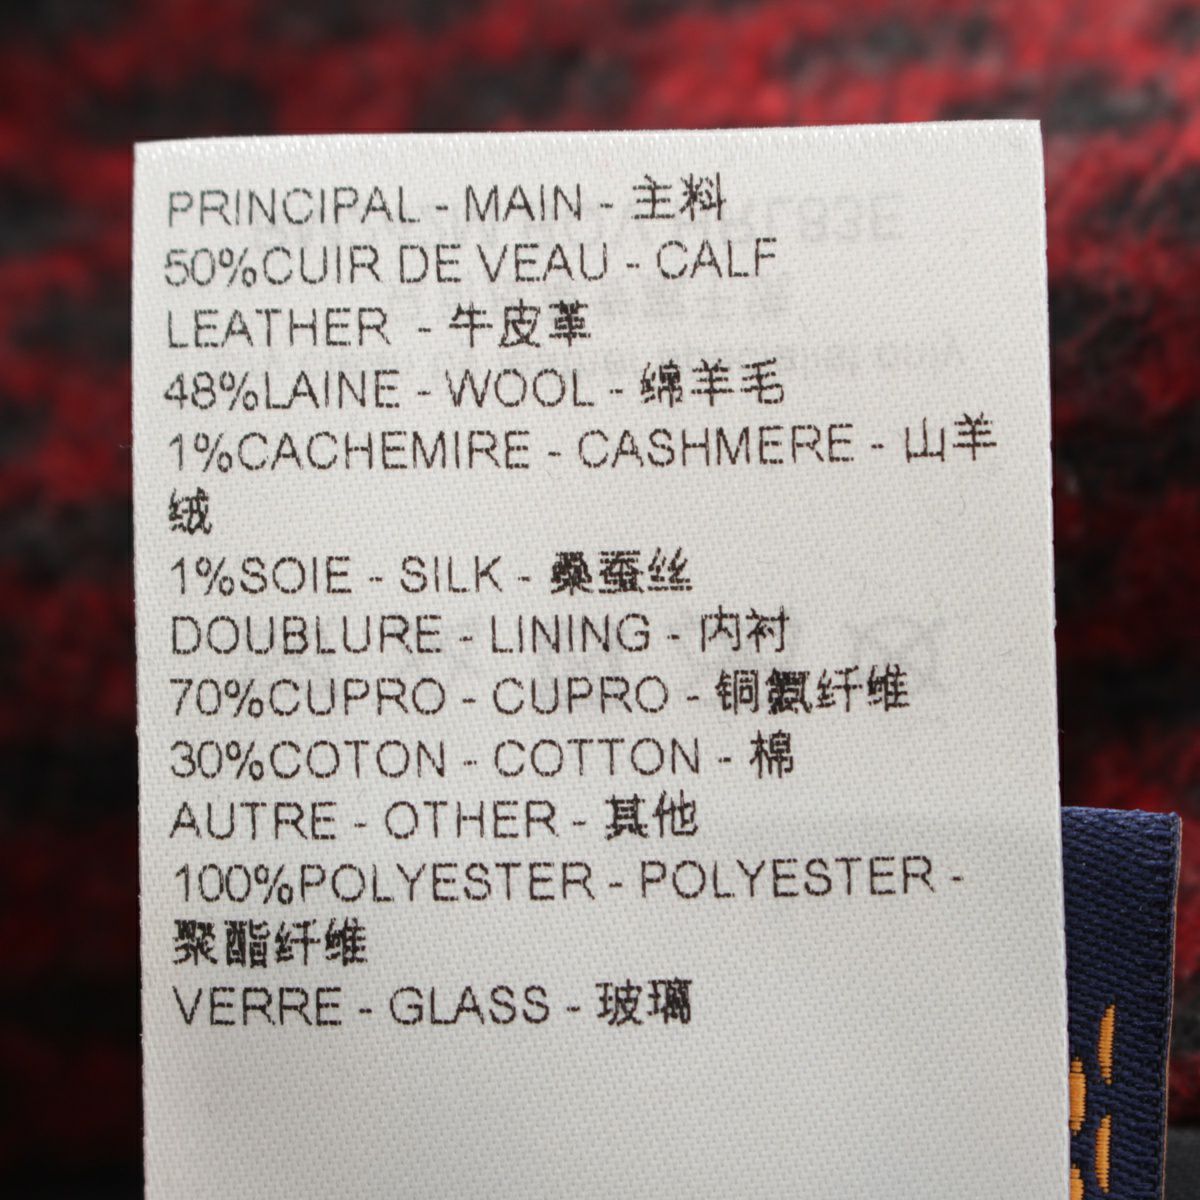 PRINCIPAL - MAIN - 主料
50%CUIR DE VEAU - CALF
LEATHER - 牛皮革
48%LAINE - WOOL - 绵羊毛
1%CACHEMIRE - CASHMERE - 山羊
绒
1%SOIE - SILK - 桑蚕丝
DOUBLURE - LINING - 内衬
70%CUPRO - CUPRO - 铜氨纤维
30%COTON - COTTON - 棉
AUTRE - OTHER - 其他
100%POLYESTER - POLYESTER -
聚酯纤维
VERRE - GLASS - 玻璃